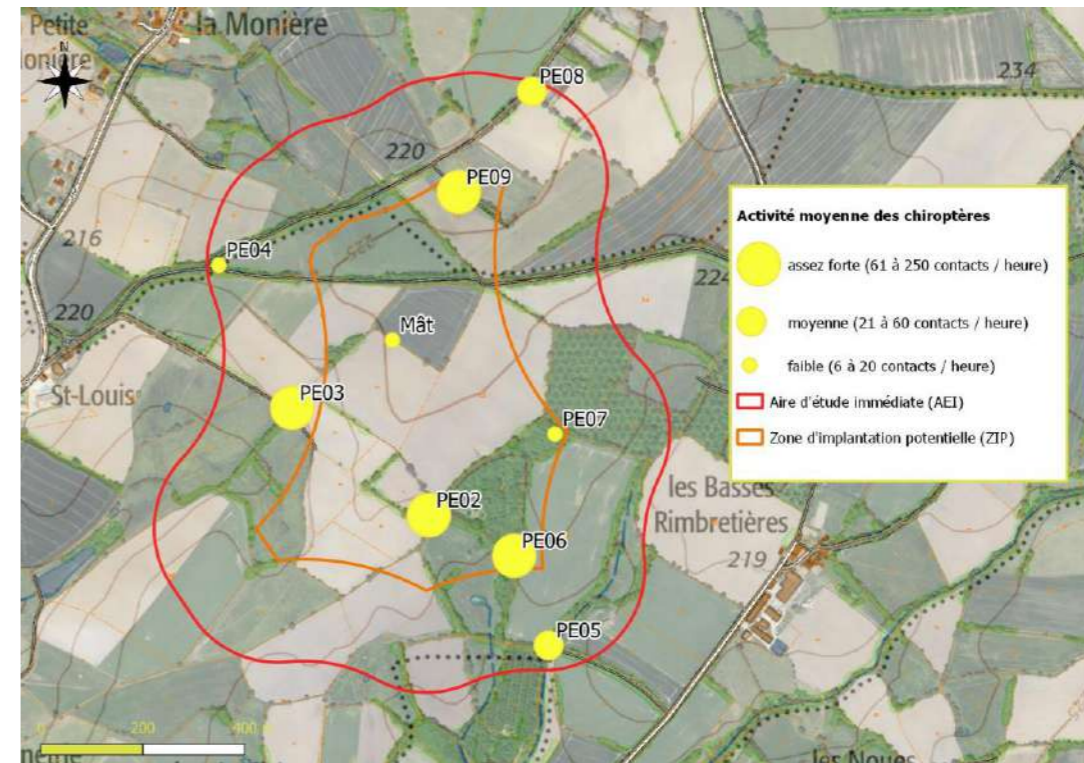 Petite
la Monière
N
PE08
234
220
PE09
Activité moyenne des chiroptères
216
PE04
225
assez forte (61 à 250 contacts / heure)
224
220
Mât
moyenne (21 à 60 contacts / heure)
faible (6 à 20 contacts / heure)
St-Louis
PE03
Aire d'étude immédiate (AEI)
PE07
Zone d'implantation potentielle (ZIP)
les Basses
Rimbretières
PE02
PE06
219
PE05
0 200 400
les Noues